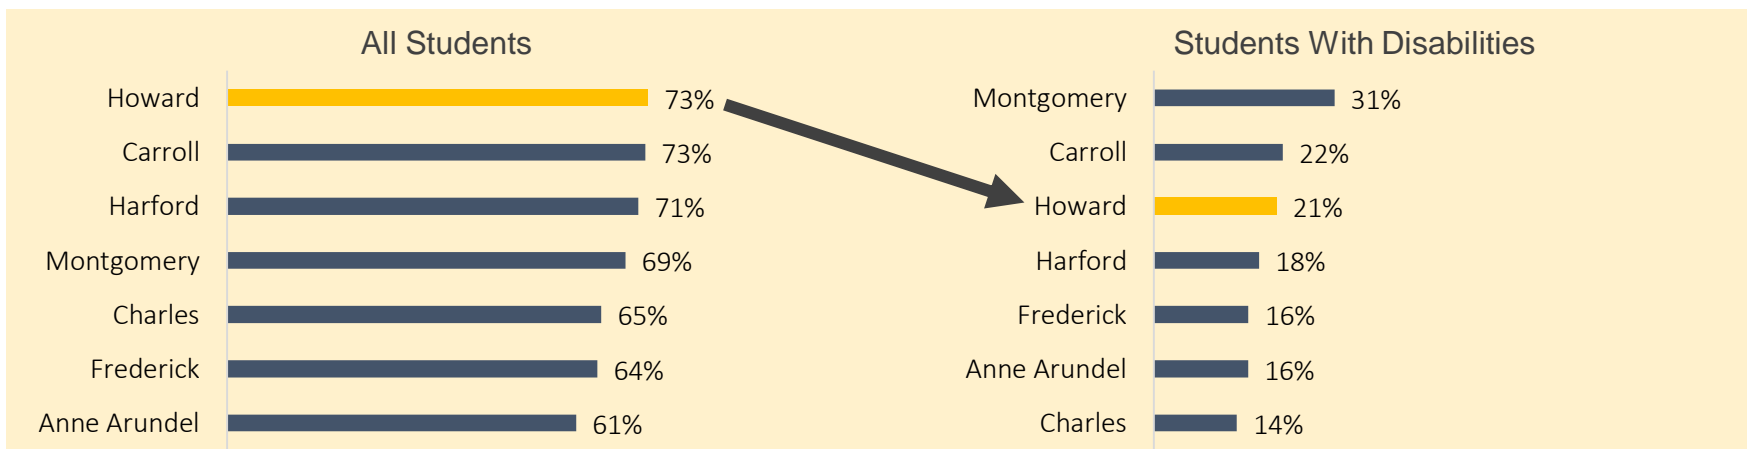 All Students
Howard 73%
Carroll 73%
Harford 71%
Montgomery 69%
Charles 65%
Frederick 64%
Anne Arundel 61%
Students With Disabilities
Montgomery 31%
Carroll 22%
Howard 21%
Harford 18%
Frederick 16%
Anne Arundel 16%
Charles 14%